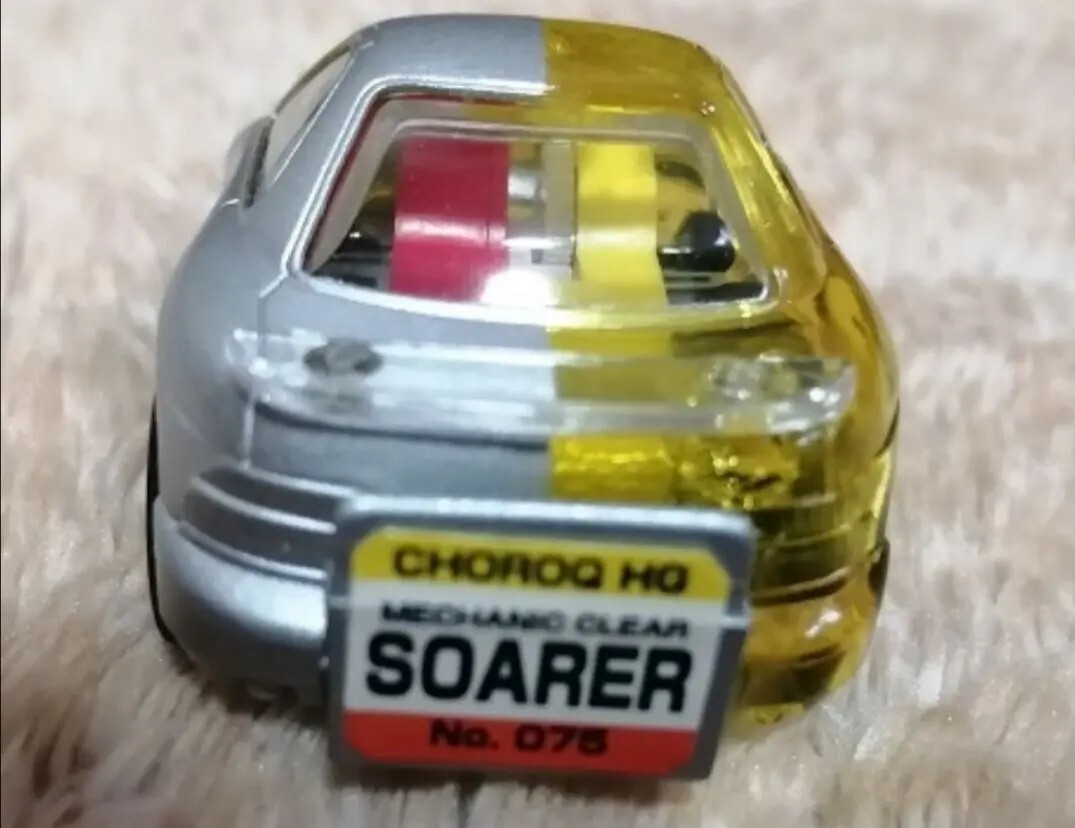 CHOROQ HG
MECHANIC CLEAR
SOARER
No. 075